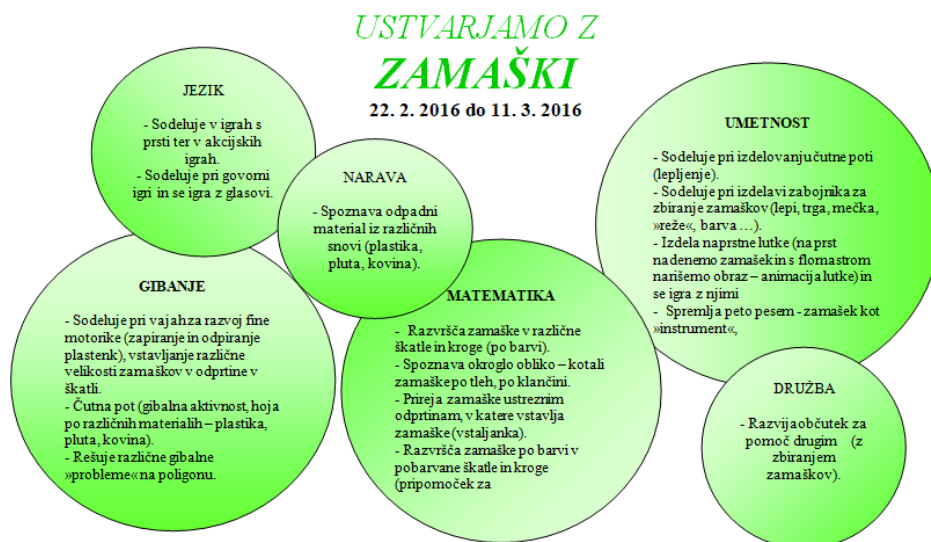 USTVARJAMO Z
ZAMAŠKI
22. 2. 2016 do 11. 3. 2016
JEZIK
- Sodeluje v igrah s
prsti ter v akcijskih
igrah.
- Sodeluje pri govorni
igri in se igra z glasovi.
NARAVA
- Spoznava odpadni
material iz različnih
snovi (plastika,
pluta, kovina).
UMETNOST
- Sodeluje pri izdelovanju čutne poti
(lepljenje).
- Sodeluje pri izdelavi zabojnika za
zbiranje zamaškov (lepi, trga, mečka,
»reže«, barva …).
- Izdela naprstne lutke (na prst
nadenemo zamašek in s flomastrom
narišemo obraz – animacija lutke) in
se igra z njimi
- Spremlja peto pesem - zamašek kot
»instrument«,
GIBANJE
- Sodeluje pri vajah za razvoj fine
motorike (zapiranje in odpiranje
plastenk), vstavljanje različne
velikosti zamaškov v odprtine v
škatli.
- Čutna pot (gibalna aktivnost, hoja
po različnih materialih – plastika,
pluta, kovina).
- Rešuje različne gibalne
»probleme« na poligonu.
MATEMATIKA
- Razvršča zamaške v različne
škatle in kroge (po barvi).
- Spoznava okroglo obliko – kotali
zamaške po tleh, po klančini.
- Prireja zamaške ustreznim
odprtinam, v katere vstavlja
zamaške (vstaljanka).
- Razvršča zamaške po barvi v
pobarvane škatle in kroge
(pripomoček za
DRUŽBA
- Razvija občutek za
pomoč drugim (z
zbiranjem
zamaškov).